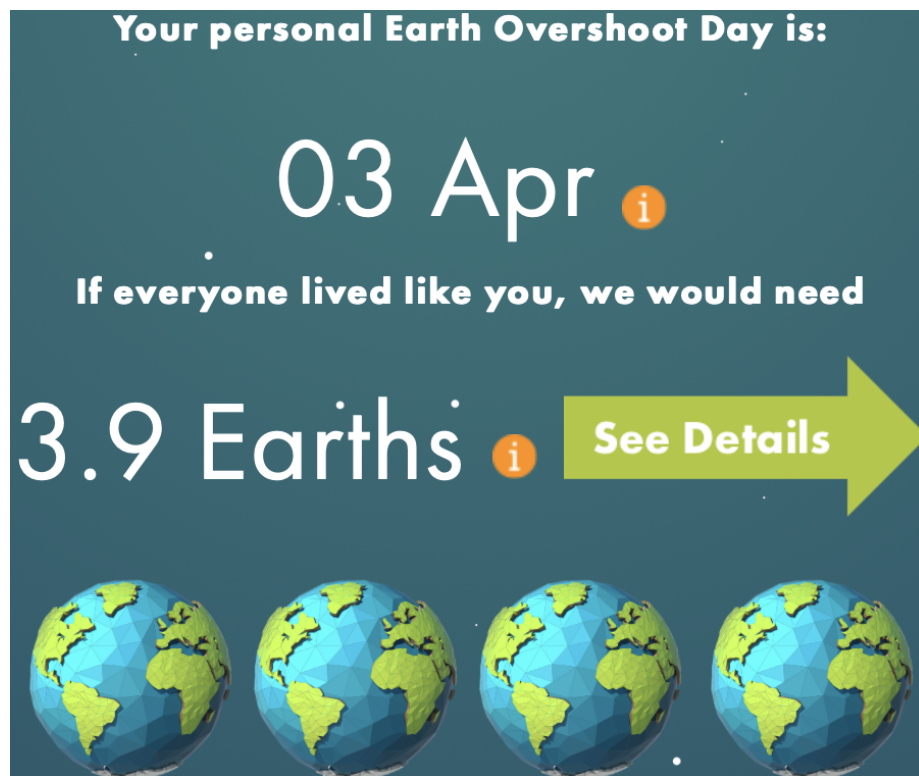 Your personal Earth Overshoot Day is:
03 Apr i
If everyone lived like you, we would need
3.9 Earths i See Details